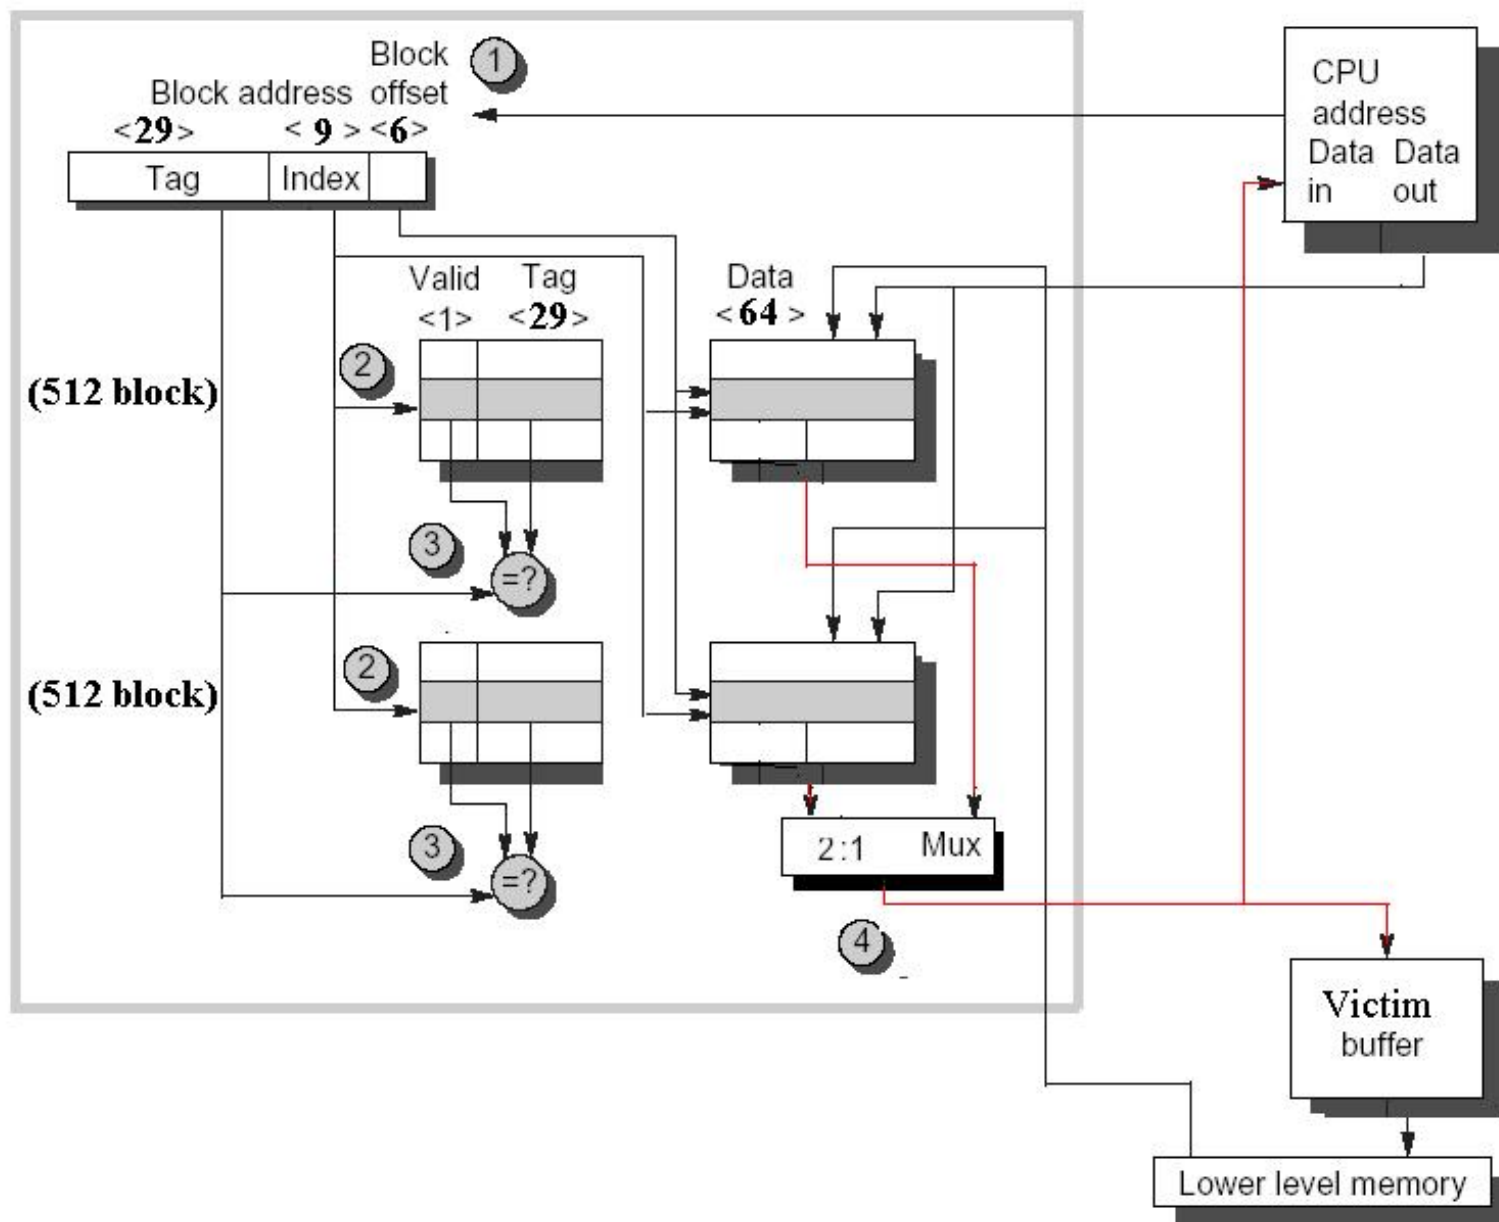 Block
Block address offset
<29> < 9 > <6>
Tag Index
1
CPU
address
Data Data
in out
Valid Tag
<1> <29>
Data
<64 >
(512 block)
2
3
=?
(512 block)
2
3
=?
2:1 Mux
4
Victim
buffer
Lower level memory